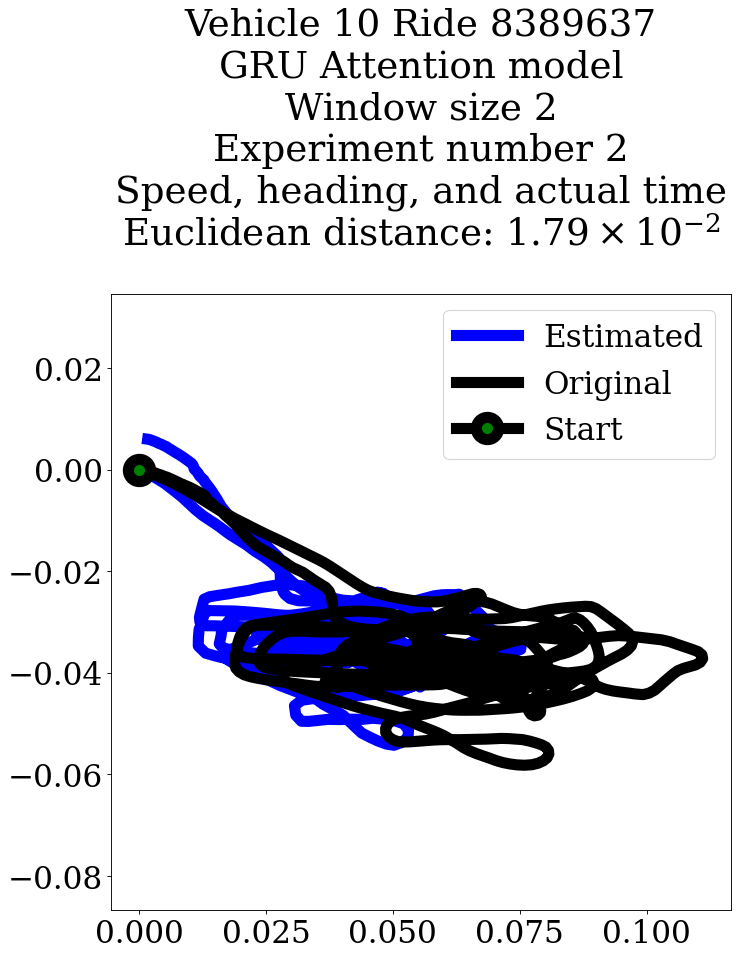 Vehicle 10 Ride 8389637
GRU Attention model
Window size 2
Experiment number 2
Speed, heading, and actual time
Euclidean distance: 1.79 × 10⁻²
Estimated
Original
Start
0.02
0.00
−0.02
−0.04
−0.06
−0.08
0.000 0.025 0.050 0.075 0.100